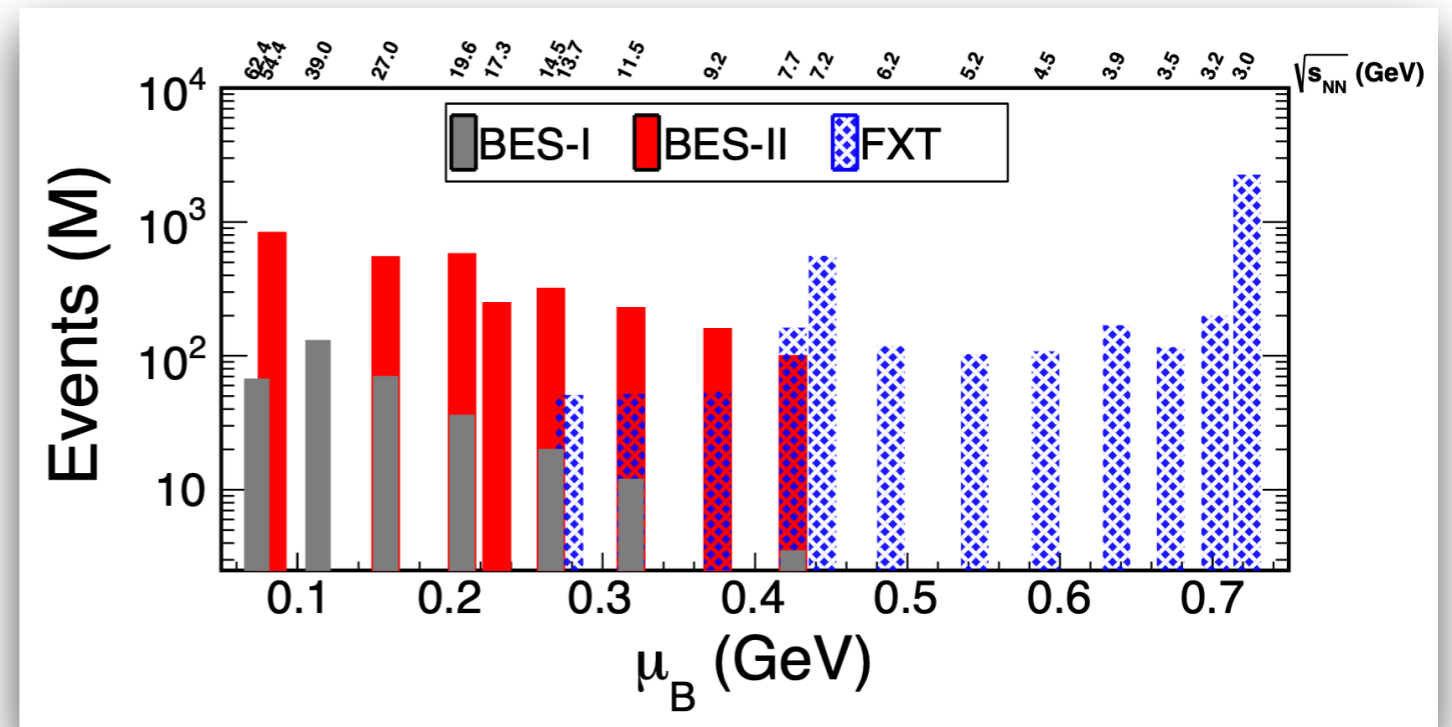 62.4 54.4 39.0 27.0 19.6 17.3 14.5 13.7 11.5 9.2 7.7 7.2 6.2 5.2 4.5 3.9 3.5 3.2 3.0 √sNN (GeV)
BES-I BES-II FXT
Events (M)
10⁴
10³
10²
10
0.1 0.2 0.3 0.4 0.5 0.6 0.7
μB (GeV)